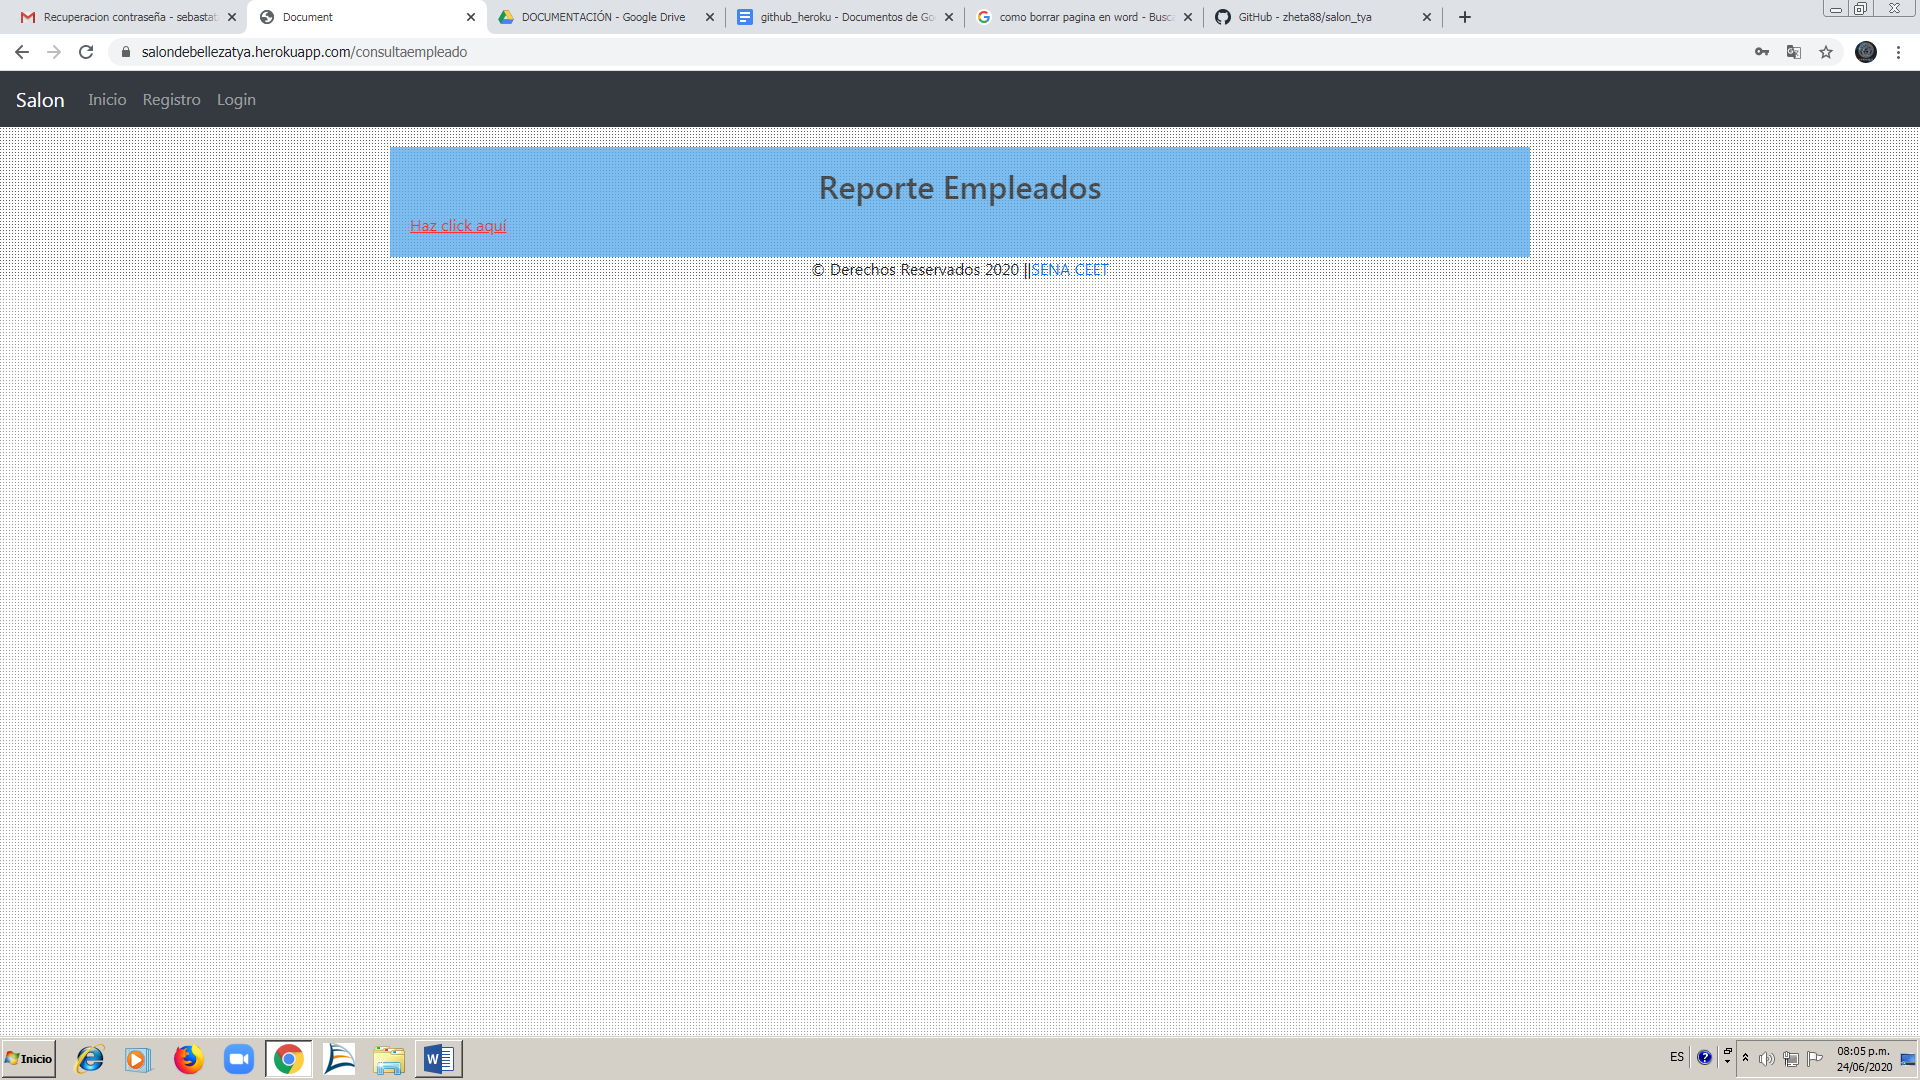 Recuperacion contraseña - sebastat
Document
DOCUMENTACIÓN - Google Drive
github_heroku - Documentos de Go
como borrar pagina en word - Busc
GitHub - zheta88/salon_tya
salondebellezatya.herokuapp.com/consultaempleado
Salon Inicio Registro Login
Reporte Empleados
Haz click aquí
© Derechos Reservados 2020 ||SENA CEET
Inicio
W
ES
08:05 p.m.
24/06/2020